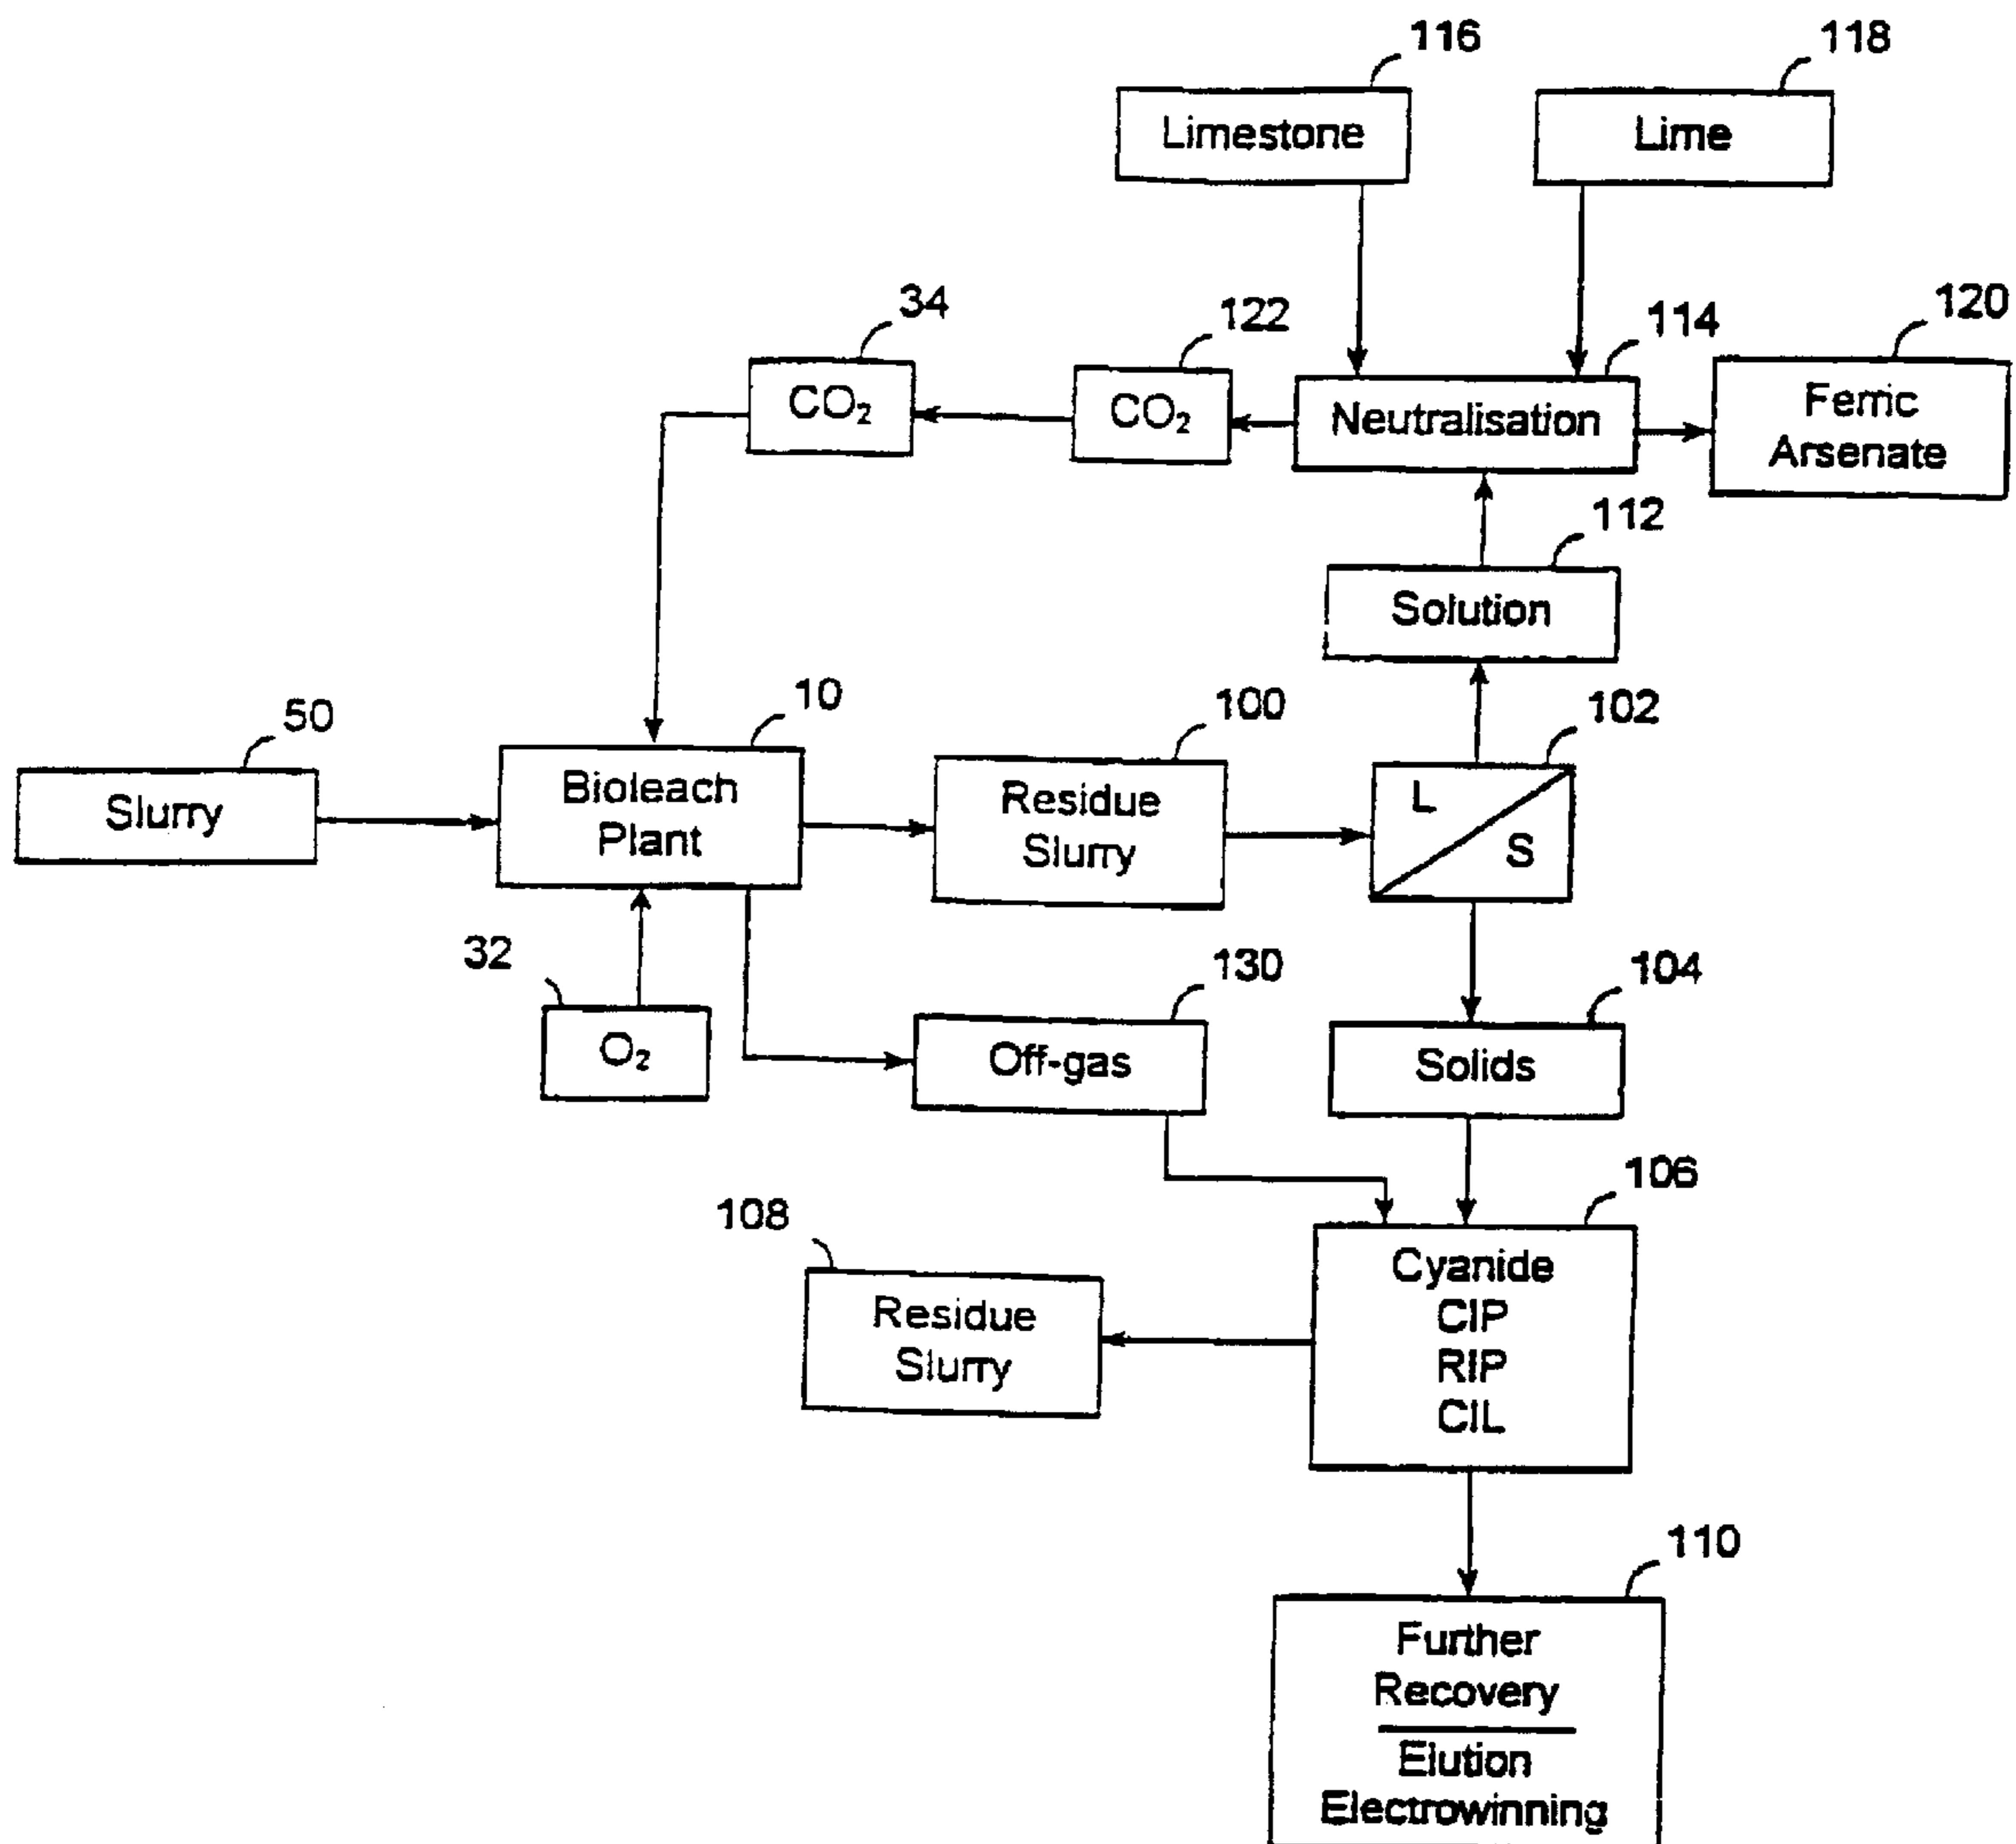 116
118
Limestone
Lime
34
122
114
120
CO₂
CO₂
Neutralisation
Ferric
Arsenate
112
Solution
50
10
100
102
Slurry
Bioleach
Plant
Residue
Slurry
L
S
32
130
104
O₂
Off-gas
Solids
106
108
Residue
Slurry
Cyanide
CIP
RIP
CIL
110
Further
Recovery
Elution
Electrowinning